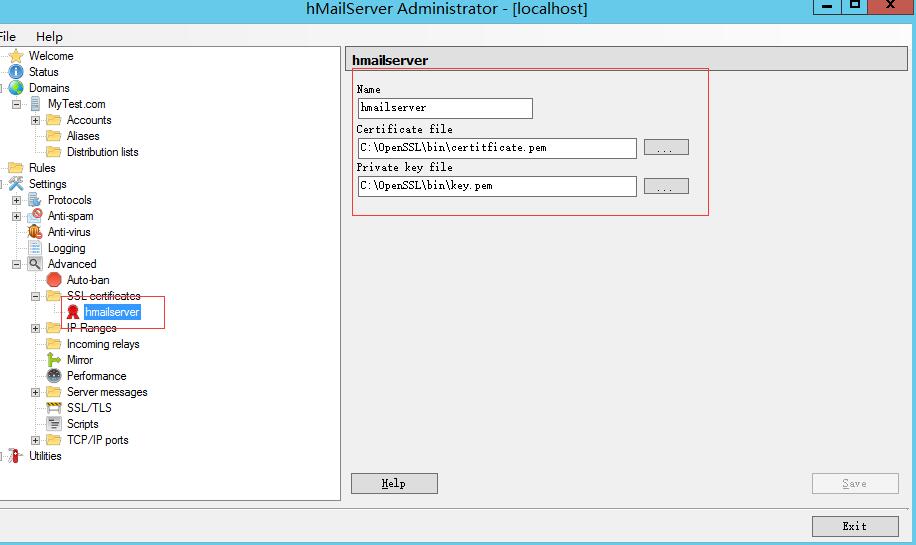 hMailServer Administrator - [localhost]
File Help
Welcome
Status
Domains
MyTest.com
Accounts
Aliases
Distribution lists
Rules
Settings
Protocols
Anti-spam
Anti-virus
Logging
Advanced
Auto-ban
SSL certificates
hmailserver
IP Ranges
Incoming relays
Mirror
Performance
Server messages
SSL/TLS
Scripts
TCP/IP ports
Utilities
hmailserver
Name
hmailserver
Certificate file
C:\OpenSSL\bin\certitficate.pem
...
Private key file
C:\OpenSSL\bin\key.pem
...
Help
Save
Exit